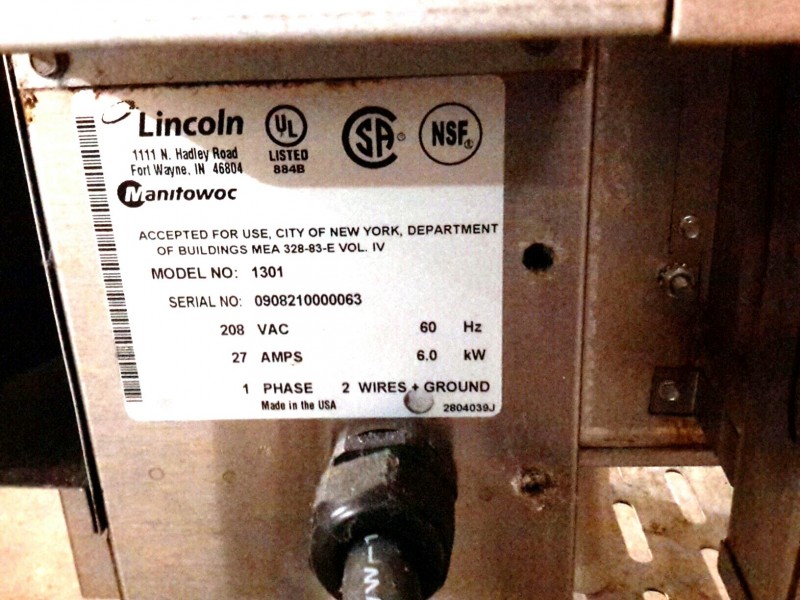 Lincoln
1111 N. Hadley Road
Fort Wayne, IN 46804
UL
LISTED
884B
SA
NSF
Manitowoc
ACCEPTED FOR USE, CITY OF NEW YORK, DEPARTMENT
OF BUILDINGS MEA 328-83-E VOL. IV
MODEL NO: 1301
SERIAL NO: 0908210000063
208 VAC 60 Hz
27 AMPS 6.0 kW
1 PHASE 2 WIRES + GROUND
Made in the USA 2804039J